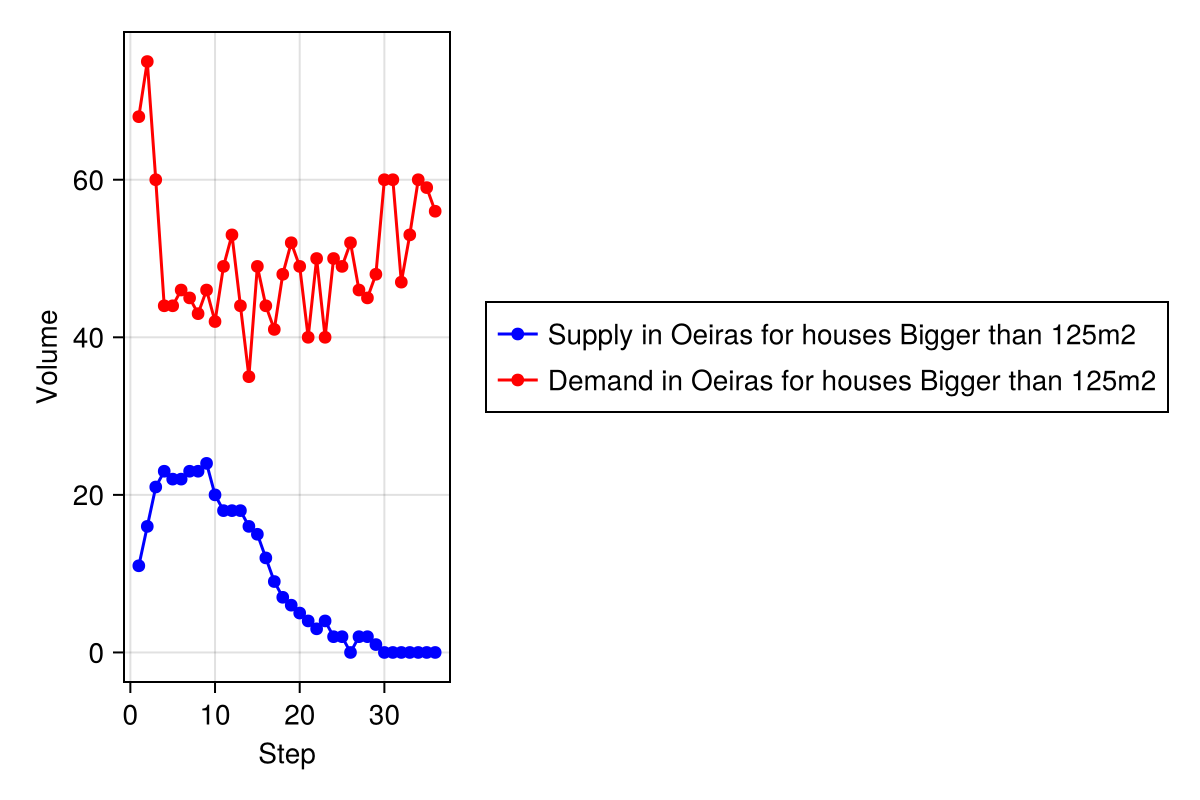 60
40
20
0
Volume
0 10 20 30
Step
Supply in Oeiras for houses Bigger than 125m2
Demand in Oeiras for houses Bigger than 125m2